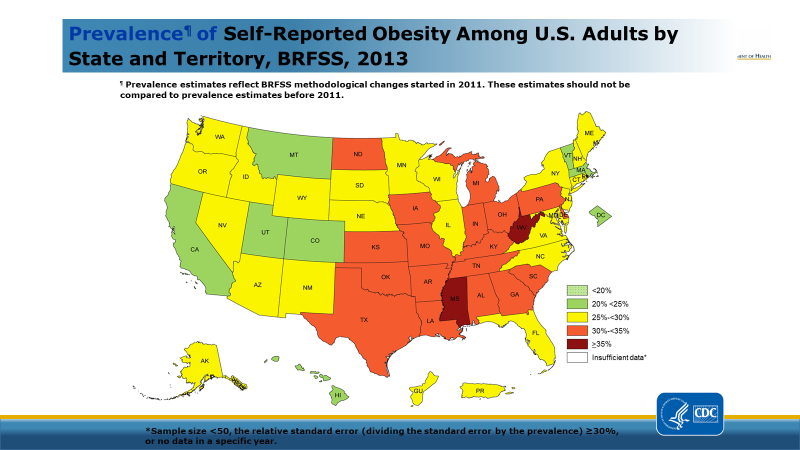 Prevalence¶ of Self-Reported Obesity Among U.S. Adults by
State and Territory, BRFSS, 2013
MENT OF HEALTH
¶ Prevalence estimates reflect BRFSS methodological changes started in 2011. These estimates should not be
compared to prevalence estimates before 2011.
WA
MT
ND
MN
ME
VT
NH
MA
OR
ID
SD
WI
MI
NY
CT
WY
IA
PA
NJ
NV
NE
IL
IN
OH
MD
DE
DC
UT
CO
WV
VA
CA
KS
MO
KY
NC
AZ
NM
OK
AR
TN
SC
MS
AL
GA
TX
LA
FL
AK
HI
GU
PR
<20%
20% <25%
25%-<30%
30%-<35%
≥35%
Insufficient data*
CDC
*Sample size <50, the relative standard error (dividing the standard error by the prevalence) ≥30%,
or no data in a specific year.